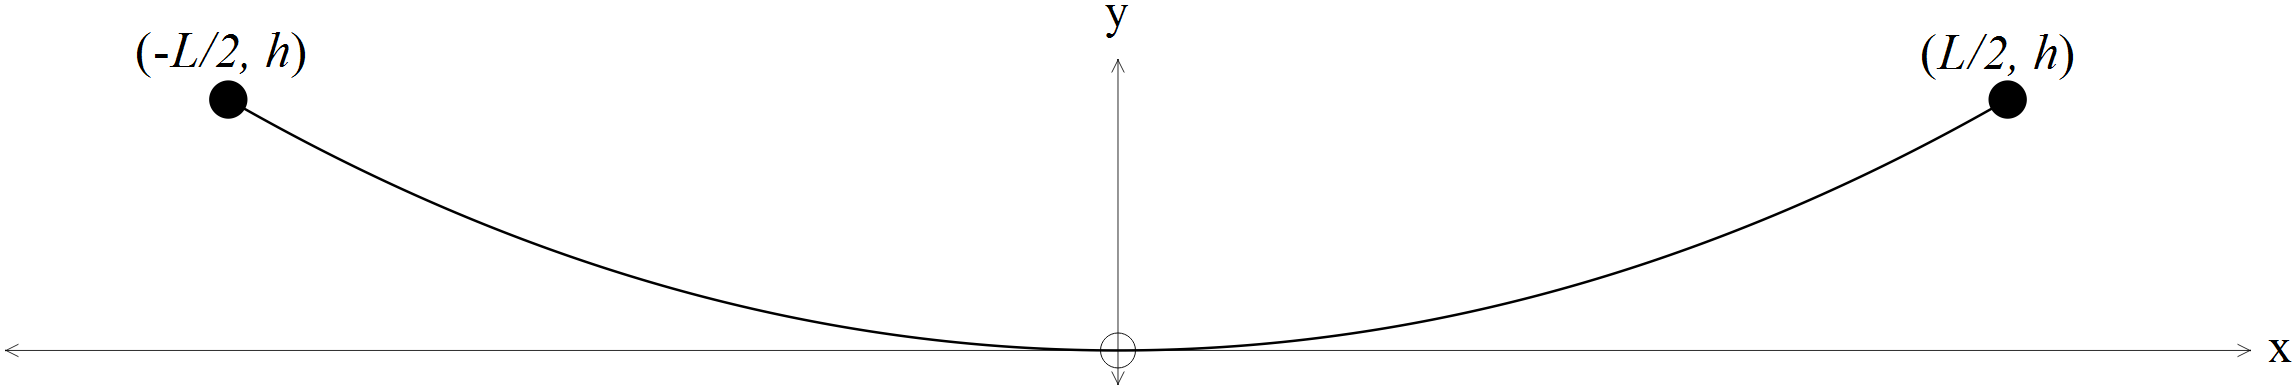 y
(-L/2, h)
(L/2, h)
x